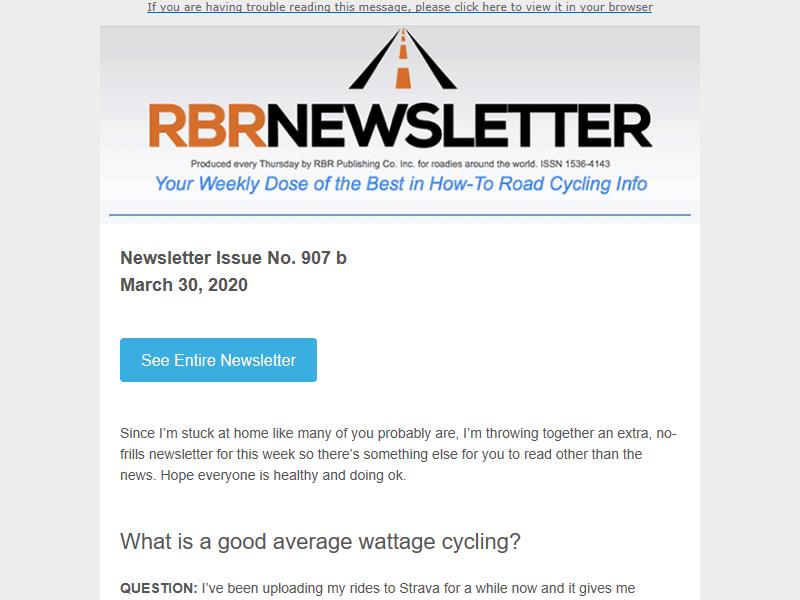 If you are having trouble reading this message, please click here to view it in your browser
RBRNEWSLETTER
Produced every Thursday by RBR Publishing Co. Inc. for roadies around the world. ISSN 1536-4143
Your Weekly Dose of the Best in How-To Road Cycling Info
Newsletter Issue No. 907 b
March 30, 2020
See Entire Newsletter
Since I’m stuck at home like many of you probably are, I’m throwing together an extra, no-
frills newsletter for this week so there’s something else for you to read other than the
news. Hope everyone is healthy and doing ok.
What is a good average wattage cycling?
QUESTION: I’ve been uploading my rides to Strava for a while now and it gives me